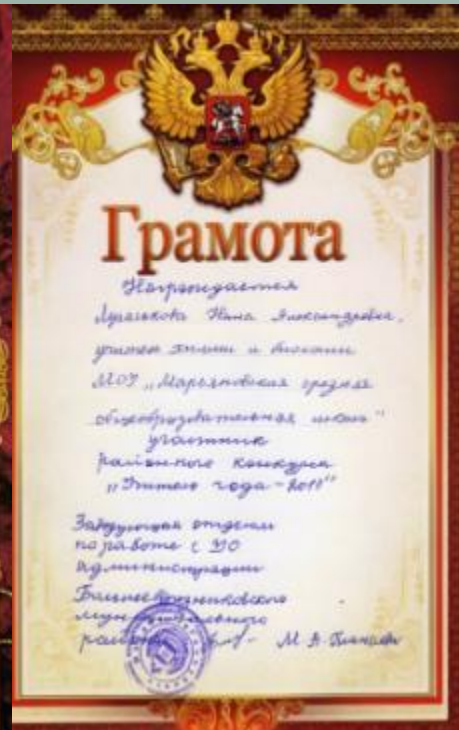 Грамота
Награждается
Нина Александровна,
учитель химии и биологии
МОУ „Марьяновская средняя
общеобразовательная школа"
участник
районного конкурса
„Учитель года - 2011"
Заведующая отделом
по работе с УО
администрации
Большеберезниковского
муниципального
района М. В.